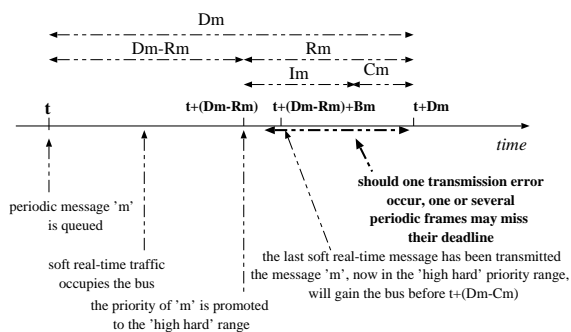 Dm
Dm-Rm Rm
Im Cm
t t+(Dm-Rm) t+(Dm-Rm)+Bm t+Dm
time
periodic message 'm'
is queued
should one transmission error
occur, one or several
periodic frames may miss
their deadline
soft real-time traffic
occupies the bus
the last soft real-time message has been transmitted
the message 'm', now in the 'high hard' priority range,
will gain the bus before t+(Dm-Cm)
the priority of 'm' is promoted
to the 'high hard' range